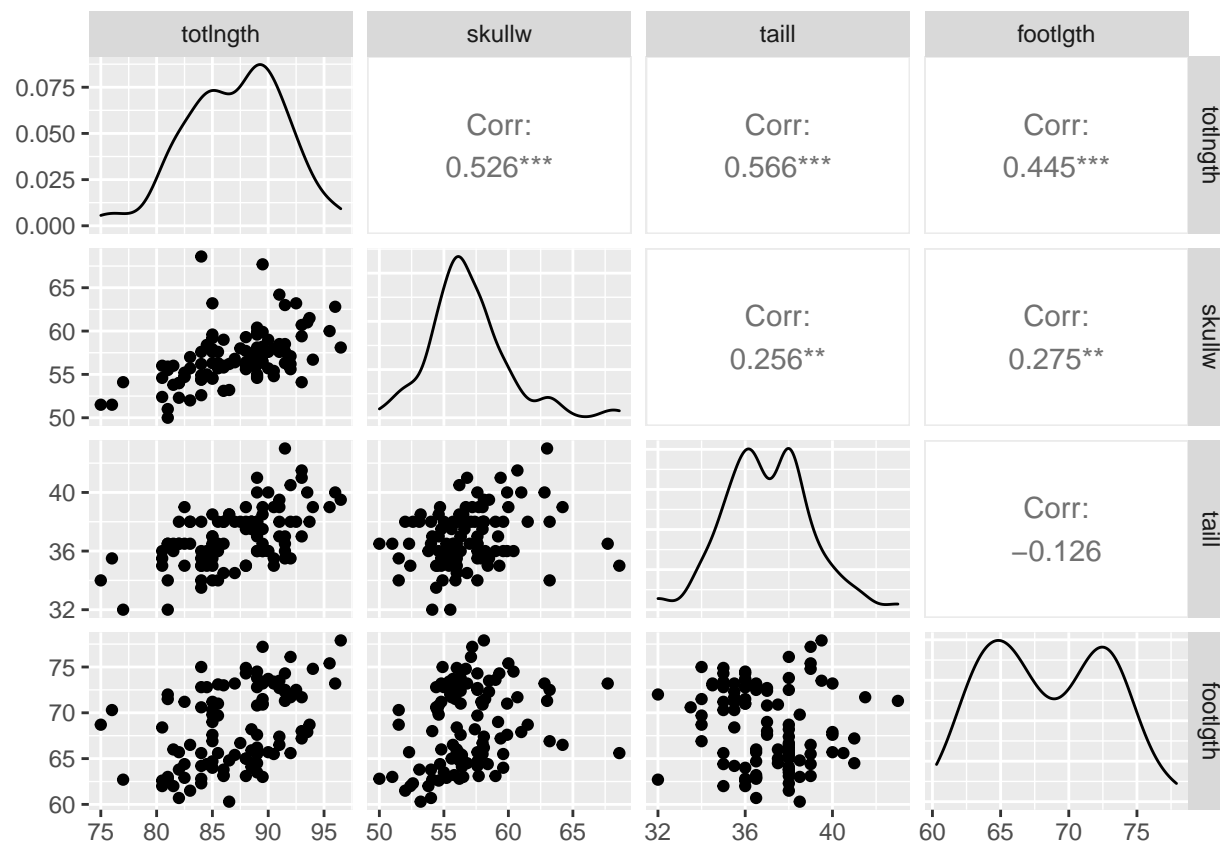 totlngth skullw taill footlgth
0.075
0.050
0.025
0.000
Corr:
0.526***
Corr:
0.566***
Corr:
0.445***
totlngth
65
60
55
50
Corr:
0.256**
Corr:
0.275**
skullw
40
36
32
Corr:
−0.126
taill
75
70
65
60
footlgth
75 80 85 90 95 50 55 60 65 32 36 40 60 65 70 75